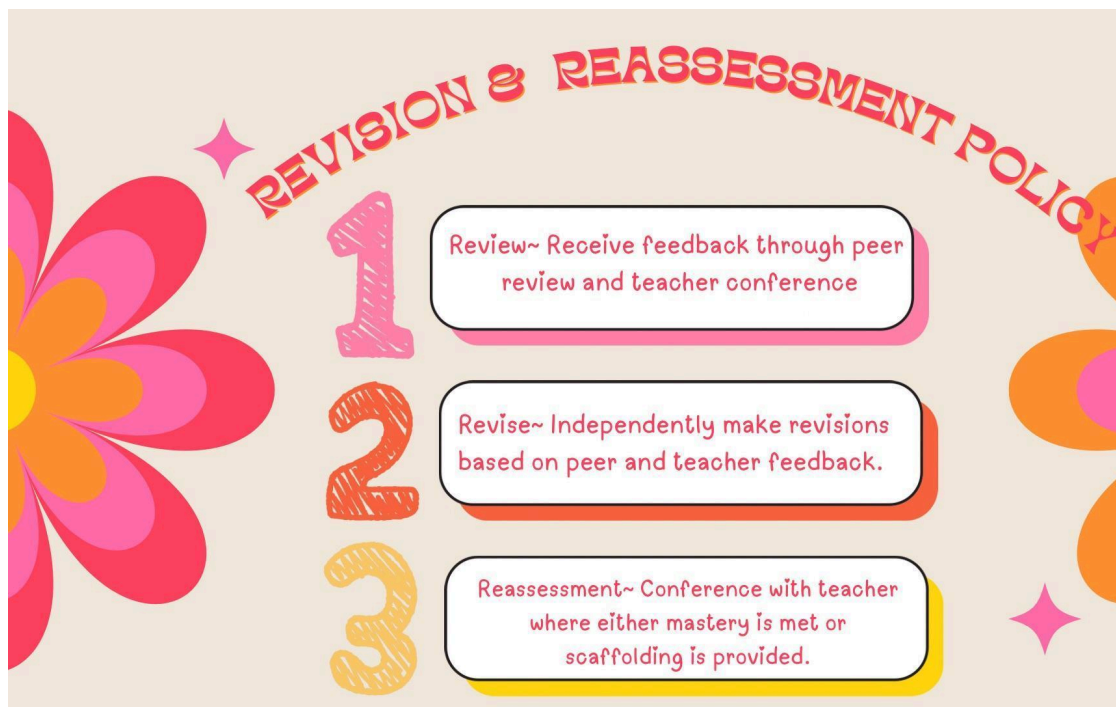 REVISION & REASSESSMENT POLICY
1
Review~ Receive feedback through peer
review and teacher conference
2
Revise~ Independently make revisions
based on peer and teacher feedback.
3
Reassessment~ Conference with teacher
where either mastery is met or
scaffolding is provided.